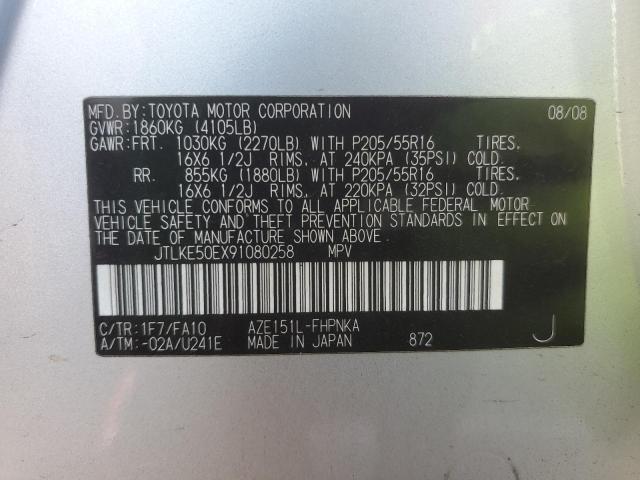 MFD.BY:TOYOTA MOTOR CORPORATION 08/08
GVWR:1860KG (4105LB)
GAWR:FRT. 1030KG (2270LB) WITH P205/55R16 TIRES.
16X6 1/2J RIMS. AT 240KPA (35PSI) COLD.
RR. 855KG (1880LB) WITH P205/55R16 TIRES.
16X6 1/2J RIMS. AT 220KPA (32PSI) COLD.
THIS VEHICLE CONFORMS TO ALL APPLICABLE FEDERAL MOTOR
VEHICLE SAFETY AND THEFT PREVENTION STANDARDS IN EFFECT ON
THE DATE OF MANUFACTURE SHOWN ABOVE.
JTLKE50EX91080258 MPV
C/TR:1F7/FA10 AZE151L-FHPNKA
A/TM:-02A/U241E MADE IN JAPAN 872 J